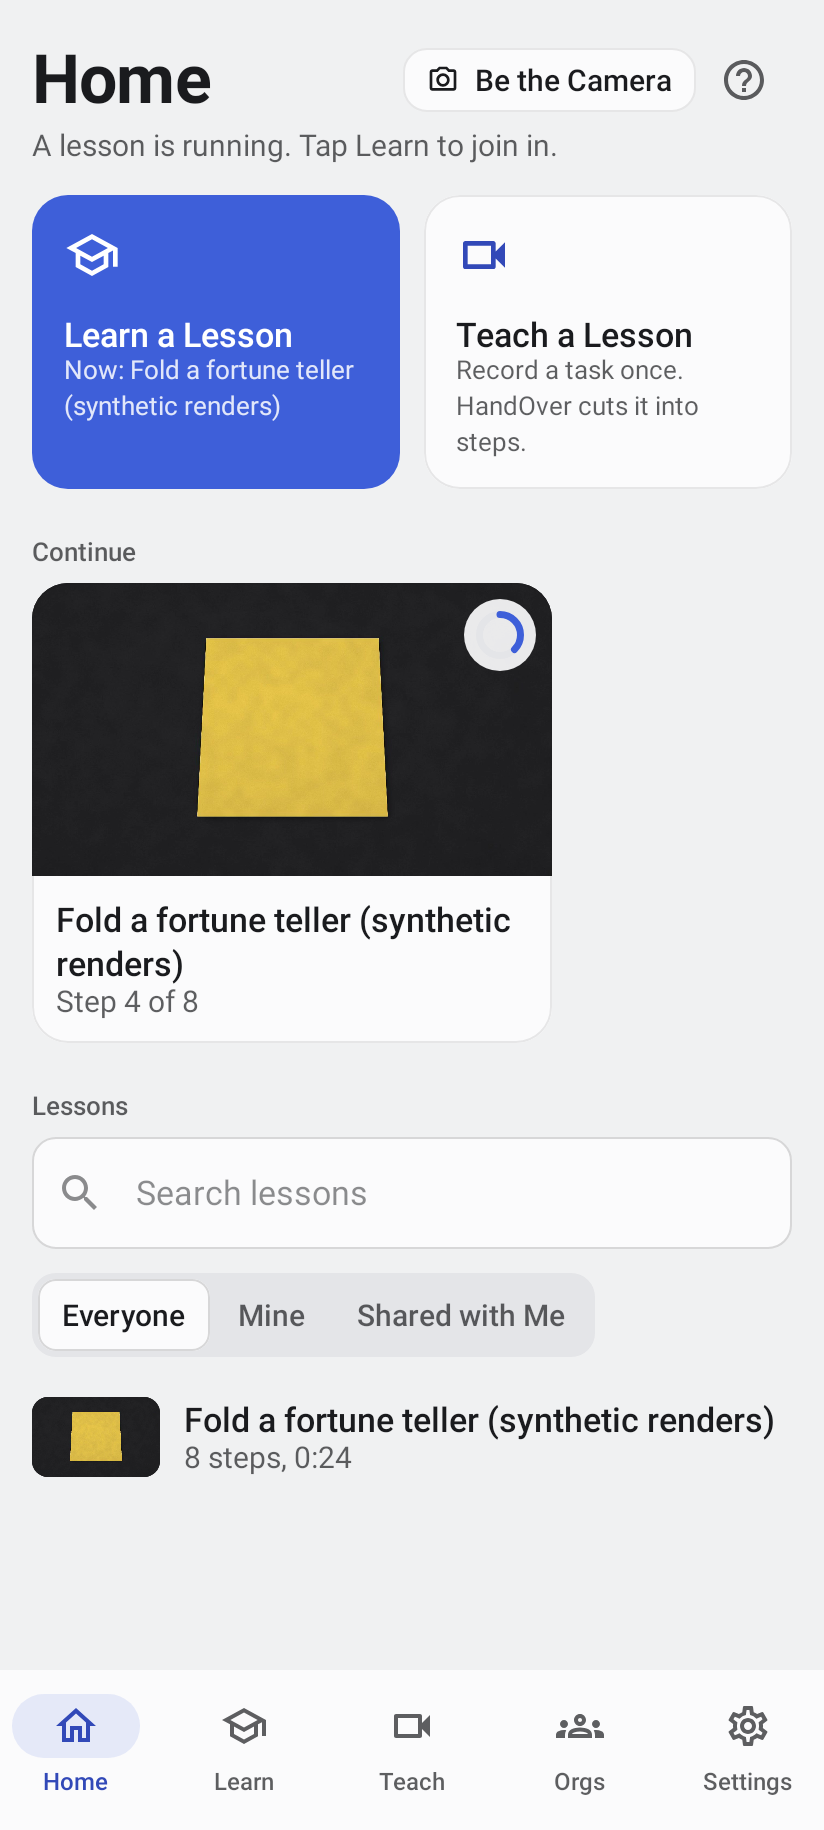 Home
Be the Camera
A lesson is running. Tap Learn to join in.
Learn a Lesson
Now: Fold a fortune teller
(synthetic renders)
Teach a Lesson
Record a task once.
HandOver cuts it into
steps.
Continue
Fold a fortune teller (synthetic
renders)
Step 4 of 8
Lessons
Search lessons
Everyone
Mine
Shared with Me
Fold a fortune teller (synthetic renders)
8 steps, 0:24
Home
Learn
Teach
Orgs
Settings